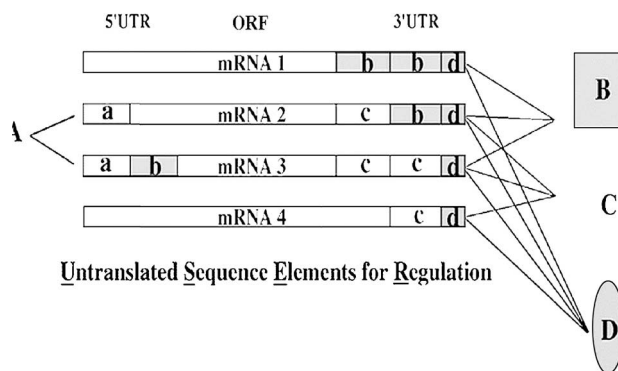 5'UTR ORF 3'UTR
mRNA 1 b b d
B
a mRNA 2 c b d
A
a b mRNA 3 c c d
C
mRNA 4 c d
Untranslated Sequence Elements for Regulation
D